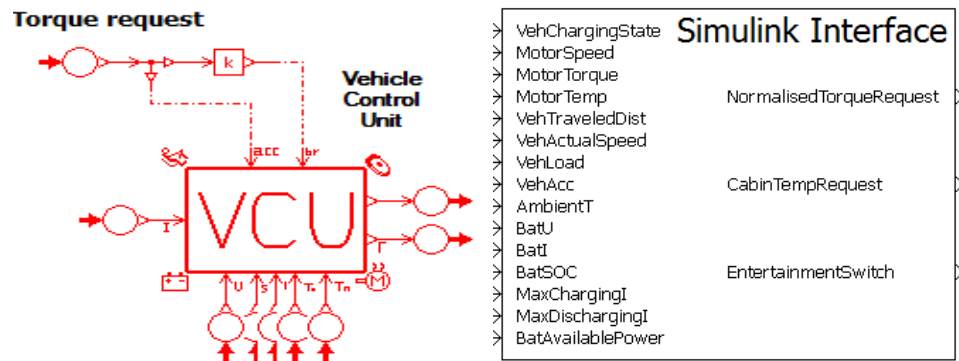 Torque request
k
Vehicle
Control
Unit
acc
br
VCU
I
T
U
S
T
Tn
M
Simulink Interface
VehChargingState
MotorSpeed
MotorTorque
MotorTemp
NormalisedTorqueRequest
VehTraveledDist
VehActualSpeed
VehLoad
VehAcc
CabinTempRequest
AmbientT
BatU
BatI
BatSOC
EntertainmentSwitch
MaxChargingI
MaxDischargingI
BatAvailablePower